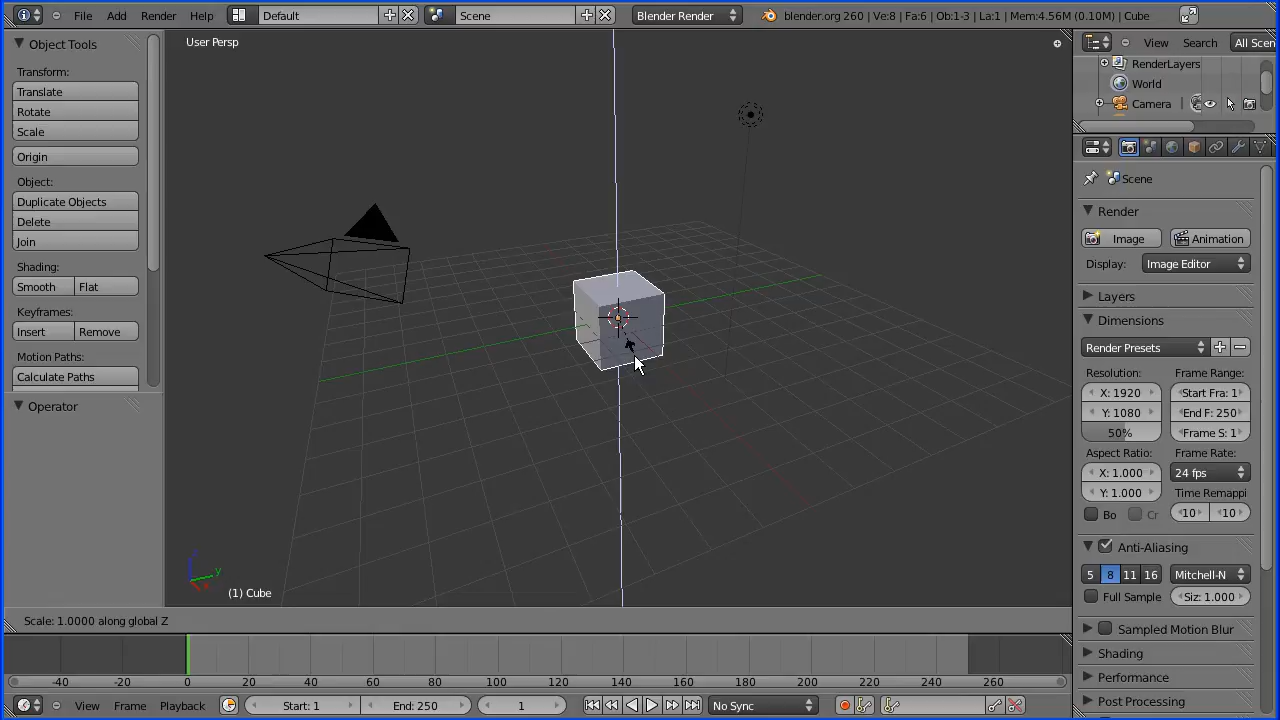 File Add Render Help Default Scene Blender Render blender.org 260 | Ve:8 | Fa:6 | Ob:1-3 | La:1 | Mem:4.56M (0.10M) | Cube
Object Tools
Transform:
Translate
Rotate
Scale
Origin
Object:
Duplicate Objects
Delete
Join
Shading:
Smooth Flat
Keyframes:
Insert Remove
Motion Paths:
Calculate Paths
Operator
User Persp
y
x
(1) Cube
Scale: 1.0000 along global Z
View Search All Scen
RenderLayers
World
Camera
Scene
Render
Image Animation
Display: Image Editor
Layers
Dimensions
Render Presets
Resolution: Frame Range:
X: 1920 Start Fra: 1
Y: 1080 End F: 250
50% Frame S: 1
Aspect Ratio: Frame Rate:
X: 1.000 24 fps
Y: 1.000 Time Remappi
Bo Cr 10 10
Anti-Aliasing
5 8 11 16 Mitchell-N
Full Sample Siz: 1.000
Sampled Motion Blur
Shading
Performance
Post Processing
-40 -20 0 20 40 60 80 100 120 140 160 180 200 220 240 260
View Frame Playback Start: 1 nd: 250 1 No Sync